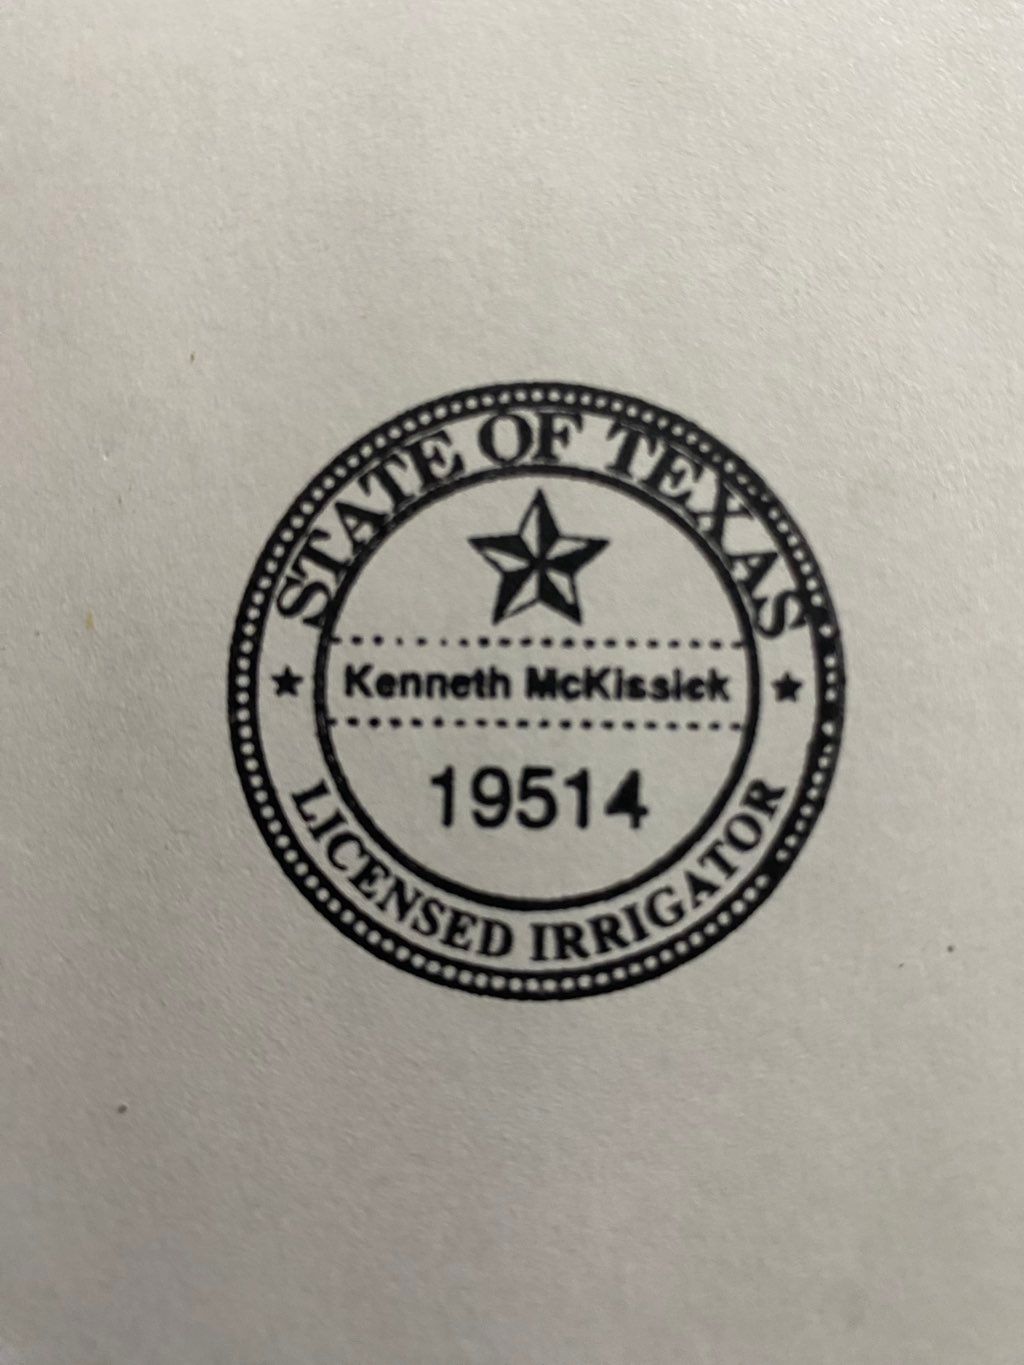 STATE OF TEXAS
Kenneth McKissick
19514
LICENSED IRRIGATOR